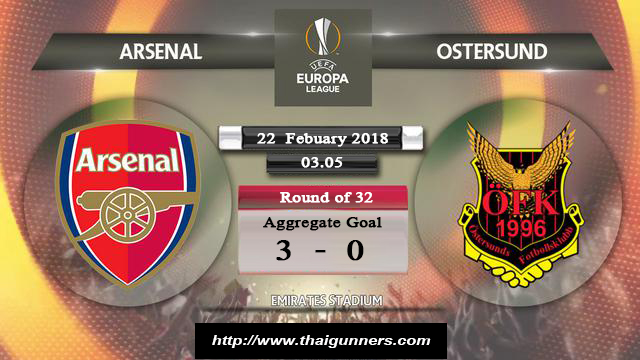 ARSENAL
OSTERSUND
UEFA
EUROPA
LEAGUE
22 Febuary 2018
03.05
Arsenal
Round of 32
Aggregate Goal
3 - 0
ÖFK
1996
Östersunds Fotbollsklubb
EMIRATES STADIUM
http://www.thaigunners.com